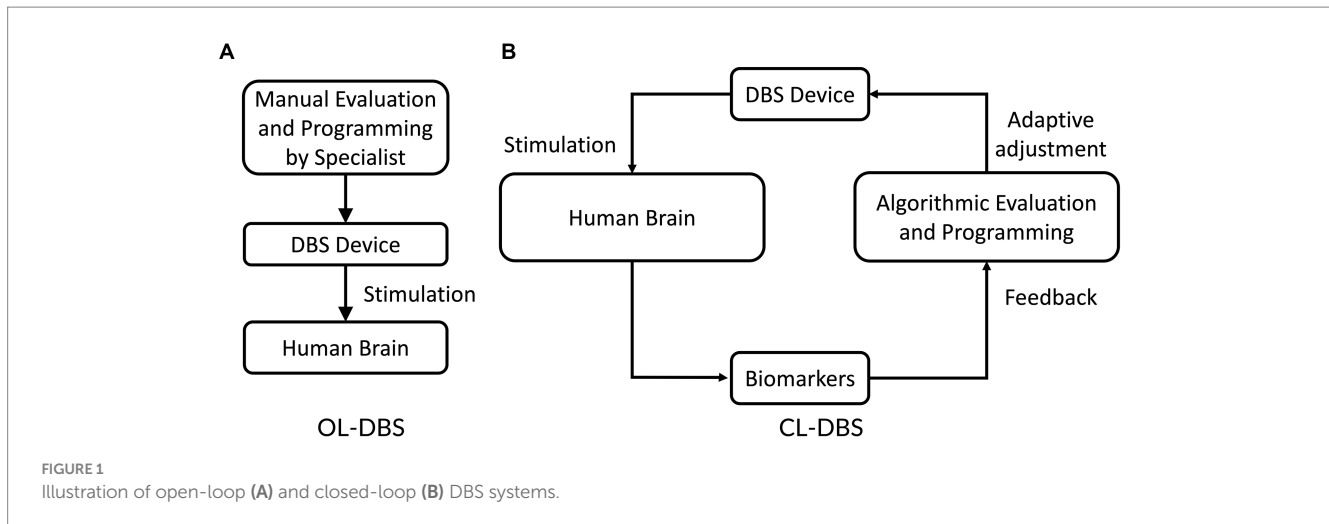 A
Manual Evaluation
and Programming
by Specialist
DBS Device
Stimulation
Human Brain
OL-DBS
B
DBS Device
Stimulation
Adaptive
adjustment
Human Brain
Algorithmic Evaluation
and Programming
Feedback
Biomarkers
CL-DBS
FIGURE 1
Illustration of open-loop (A) and closed-loop (B) DBS systems.